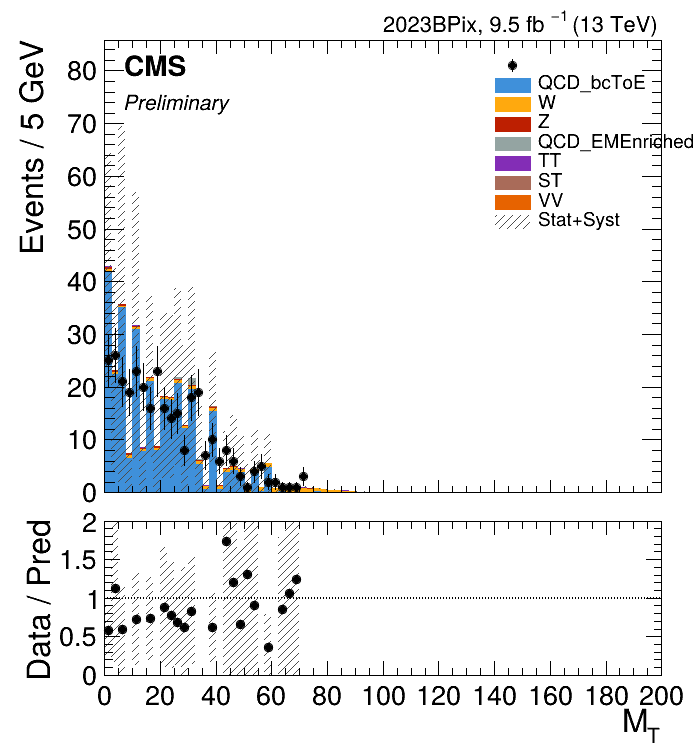 2023BPix, 9.5 fb⁻¹ (13 TeV)
CMS
Preliminary
QCD_bcToE
W
Z
QCD_EMEnriched
TT
ST
VV
Stat+Syst
Events / 5 GeV
80
70
60
50
40
30
20
10
0
Data / Pred
2
1.5
1
0.5
0
0 20 40 60 80 100 120 140 160 180 200
M_T